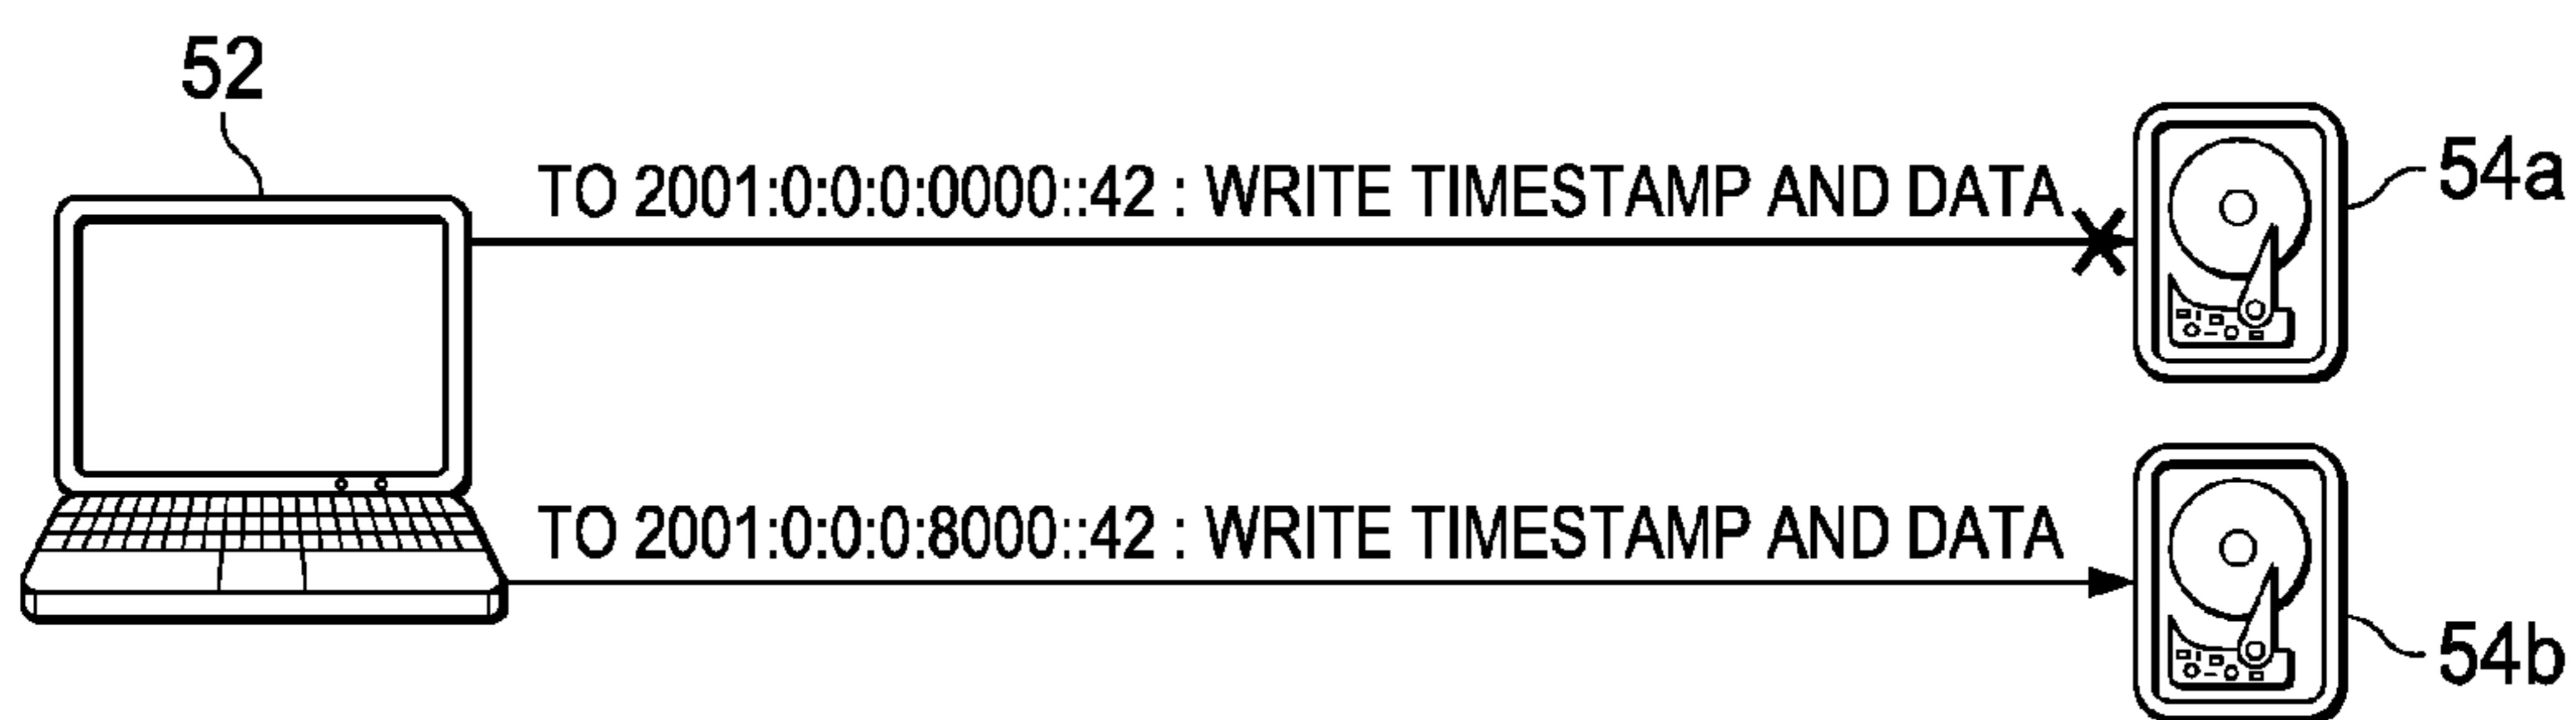 52
TO 2001:0:0:0:0000::42 : WRITE TIMESTAMP AND DATA
54a
TO 2001:0:0:0:8000::42 : WRITE TIMESTAMP AND DATA
54b